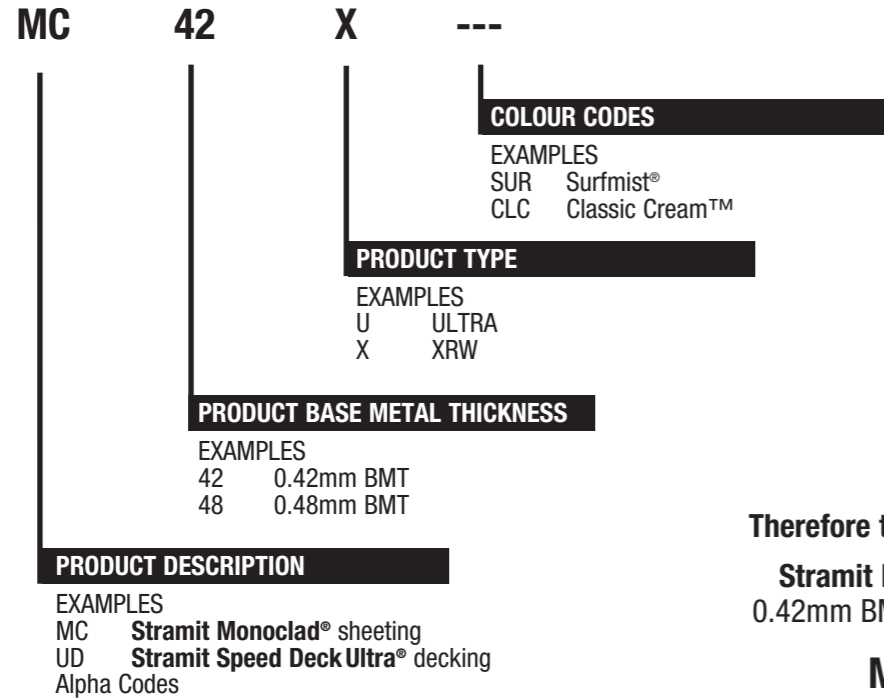 MC 42 X ---
COLOUR CODES
EXAMPLES
SUR Surfmist®
CLC Classic Cream™
PRODUCT TYPE
EXAMPLES
U ULTRA
X XRW
PRODUCT BASE METAL THICKNESS
EXAMPLES
42 0.42mm BMT
48 0.48mm BMT
PRODUCT DESCRIPTION
EXAMPLES
MC Stramit Monoclad® sheeting
UD Stramit Speed Deck Ultra® decking
Alpha Codes
Therefore
Stramit
0.42mm